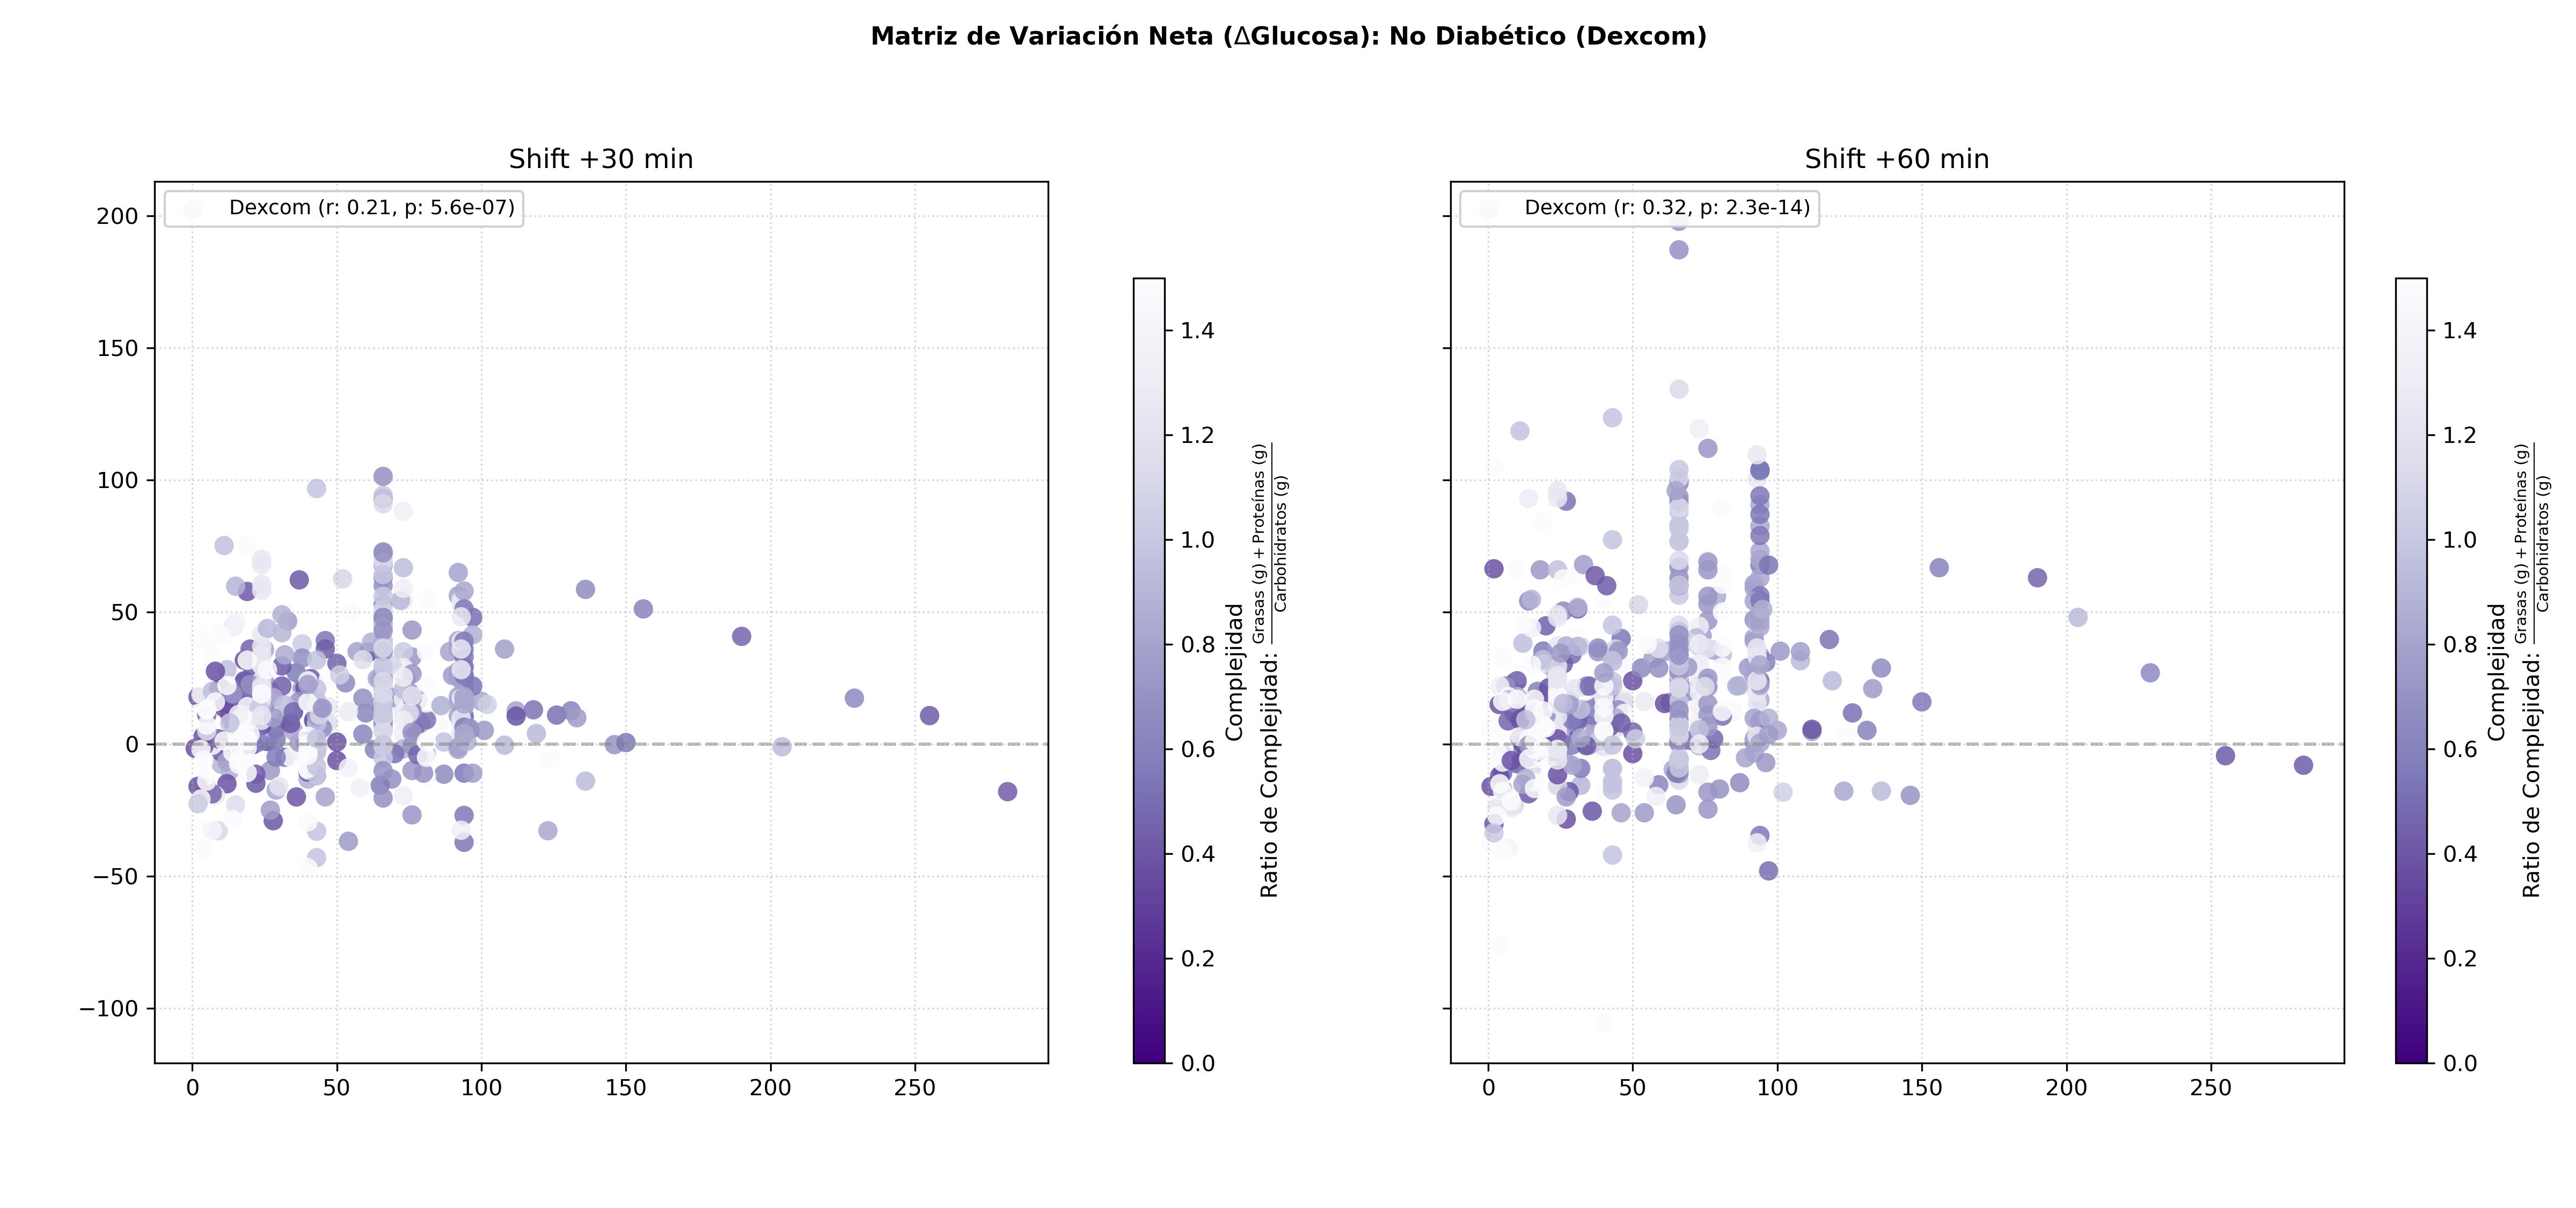 Matriz de Variación Neta (ΔGlucosa): No Diabético (Dexcom)
Shift +30 min
Dexcom (r: 0.21, p: 5.6e-07)
200
150
100
50
0
−50
−100
0 50 100 150 200 250
1.4
1.2
1.0
0.8
0.6
0.4
0.2
0.0
Complejidad
Ratio de Complejidad: Grasas (g) + Proteínas (g)
Carbohidratos (g)
Shift +60 min
Dexcom (r: 0.32, p: 2.3e-14)
0 50 100 150 200 250
1.4
1.2
1.0
0.8
0.6
0.4
0.2
0.0
Complejidad
Ratio de Complejidad: Grasas (g) + Proteínas (g)
Carbohidratos (g)